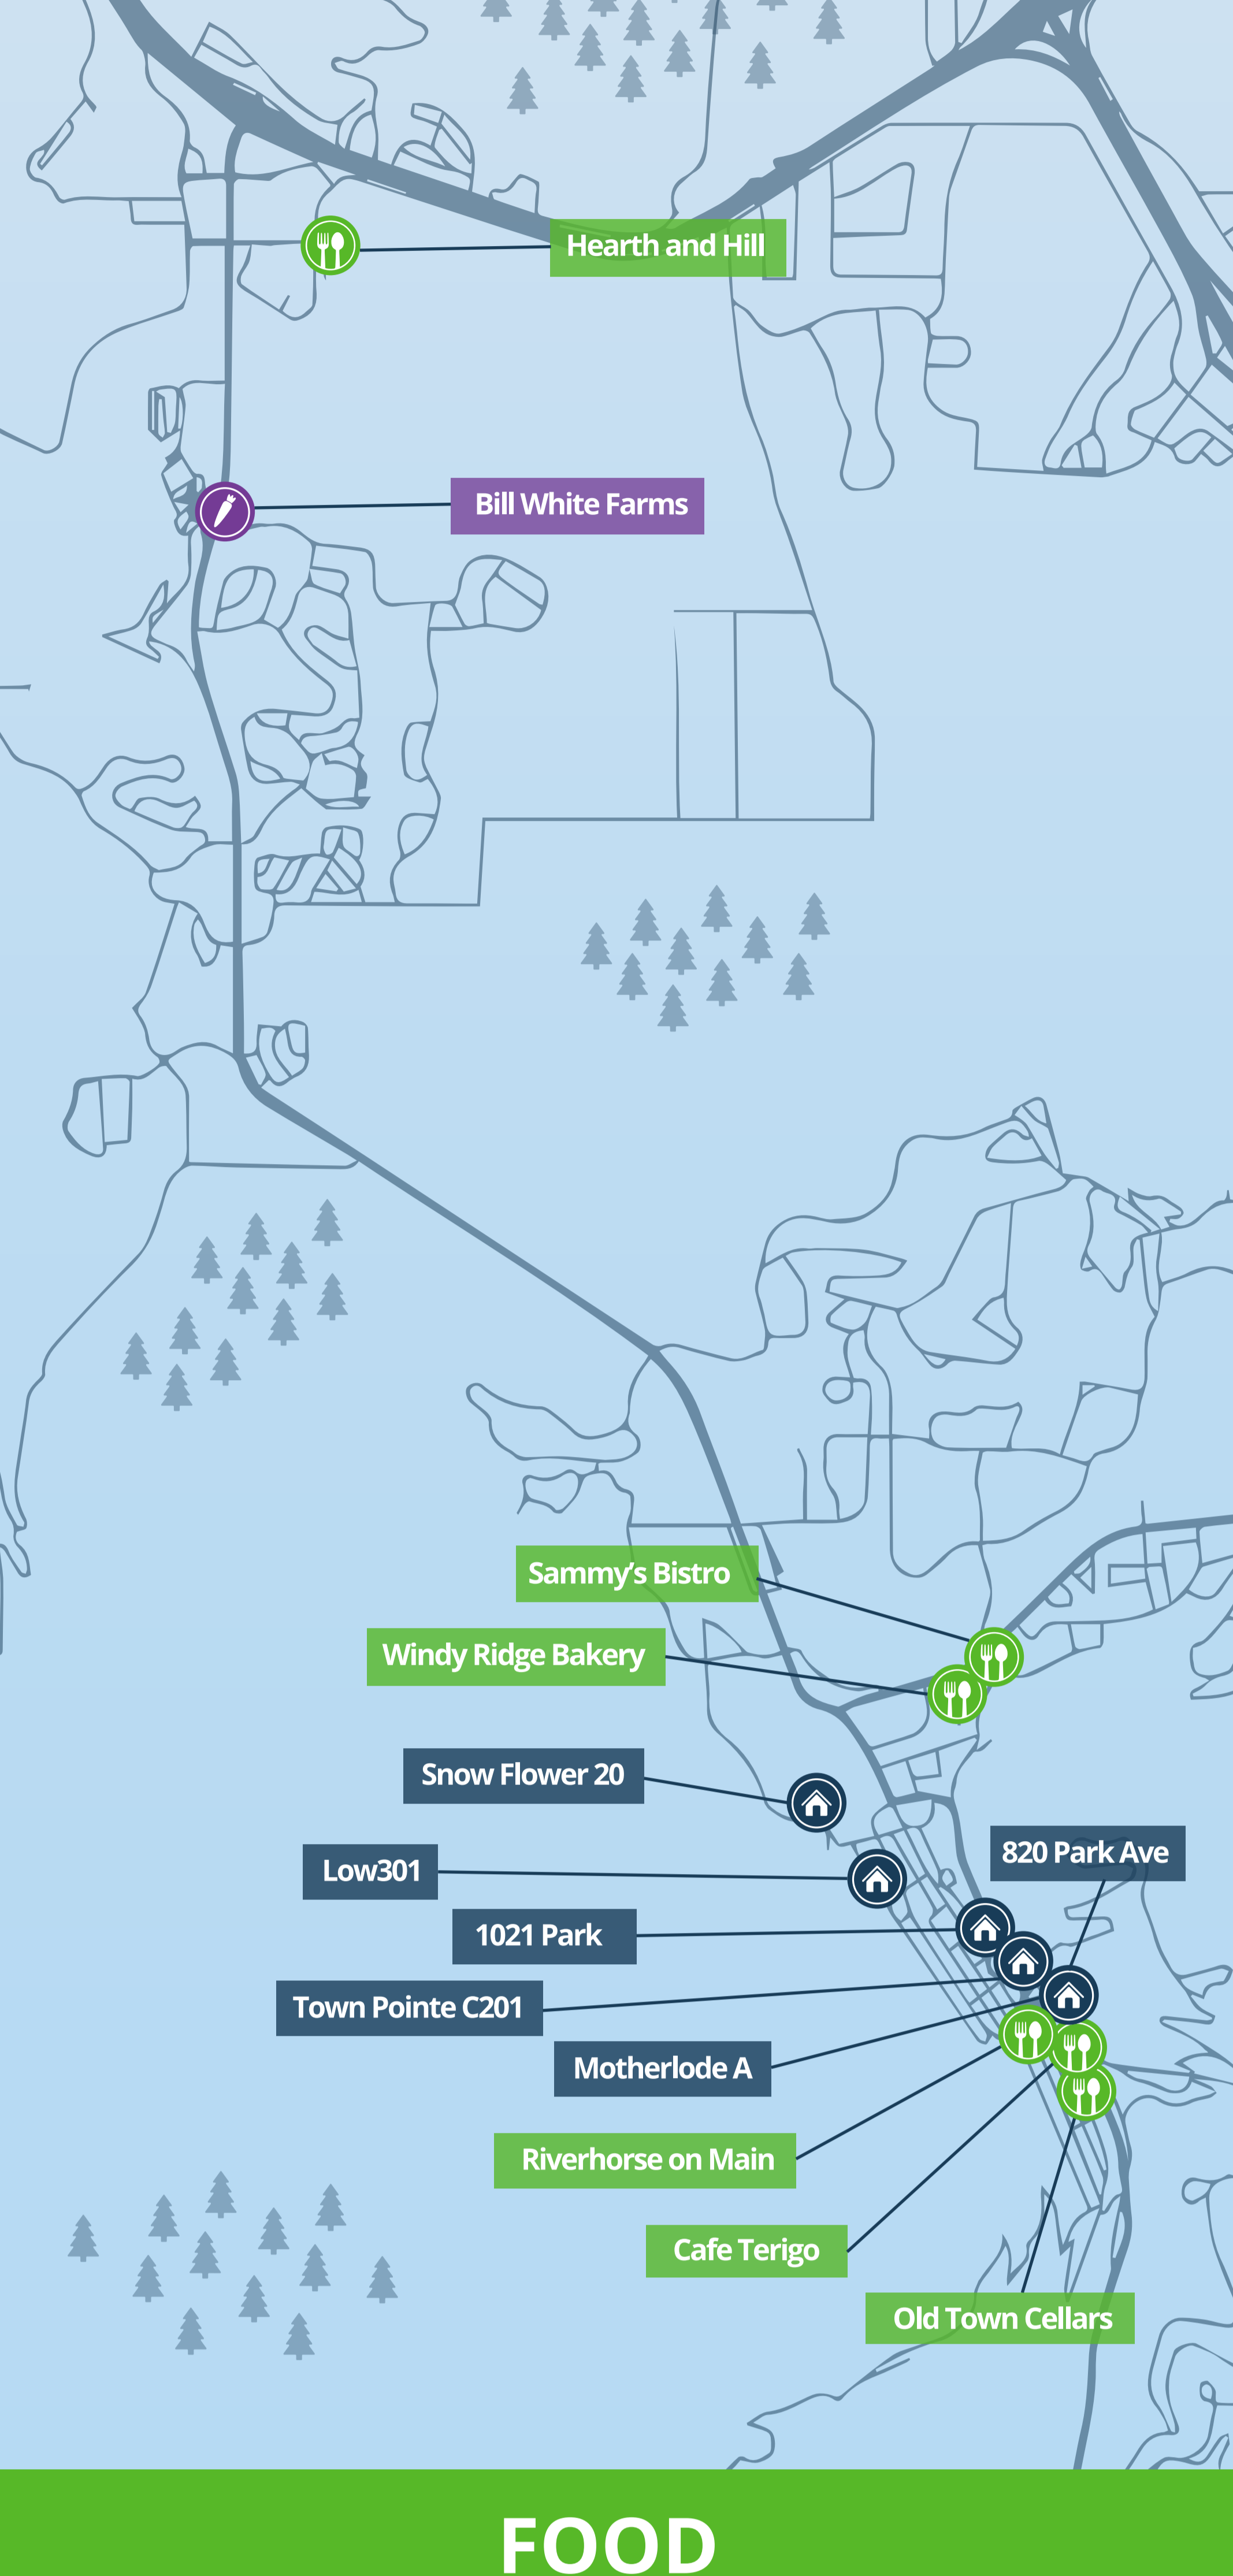 Hearth and Hill
Bill White Farms
Sammy's Bistro
Windy Ridge Bakery
Snow Flower 20
820 Park Ave
Low301
1021 Park
Town Pointe C201
Motherlode A
Riverhorse on Main
Cafe Terigo
Old Town Cellars
FOOD